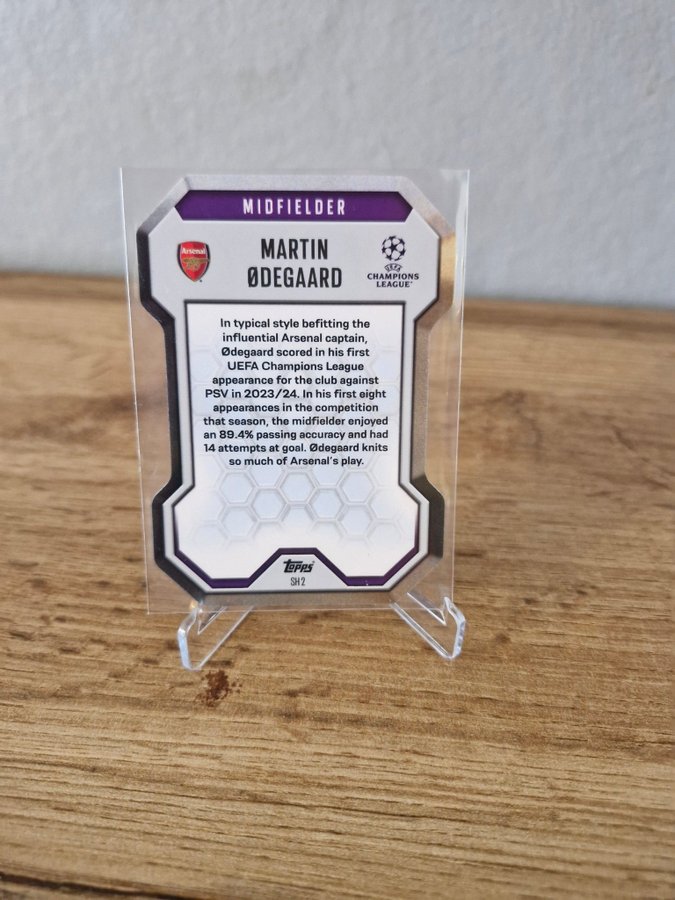 MIDFIELDER
Arsenal
MARTIN
ØDEGAARD
UEFA
CHAMPIONS
LEAGUE
In typical style befitting the
influential Arsenal captain,
Ødegaard scored in his first
UEFA Champions League
appearance for the club against
PSV in 2023/24. In his first eight
appearances in the competition
that season, the midfielder enjoyed
an 89.4% passing accuracy and had
14 attempts at goal. Ødegaard knits
so much of Arsenal's play.
Topps
SH 2